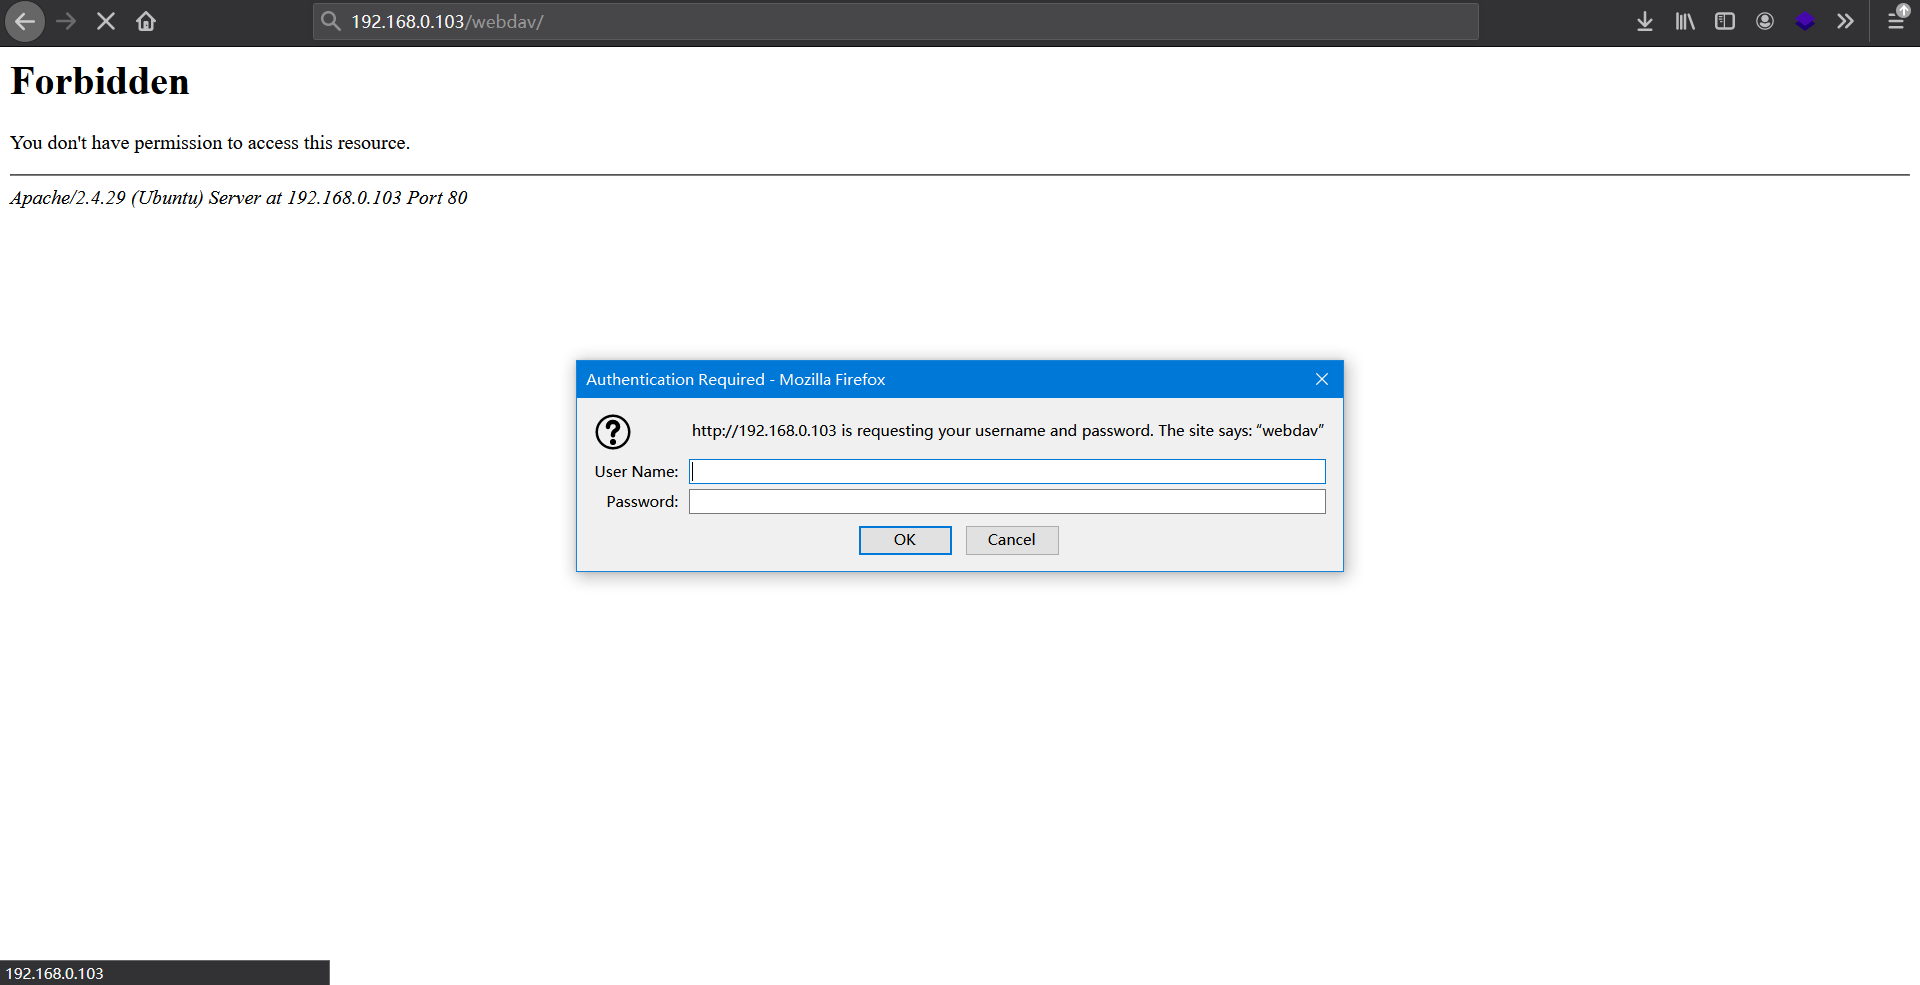 192.168.0.103/webdav/
Forbidden
You don't have permission to access this resource.
Apache/2.4.29 (Ubuntu) Server at 192.168.0.103 Port 80
Authentication Required - Mozilla Firefox
http://192.168.0.103 is requesting your username and password. The site says: “webdav”
User Name:
Password:
OK Cancel
192.168.0.103